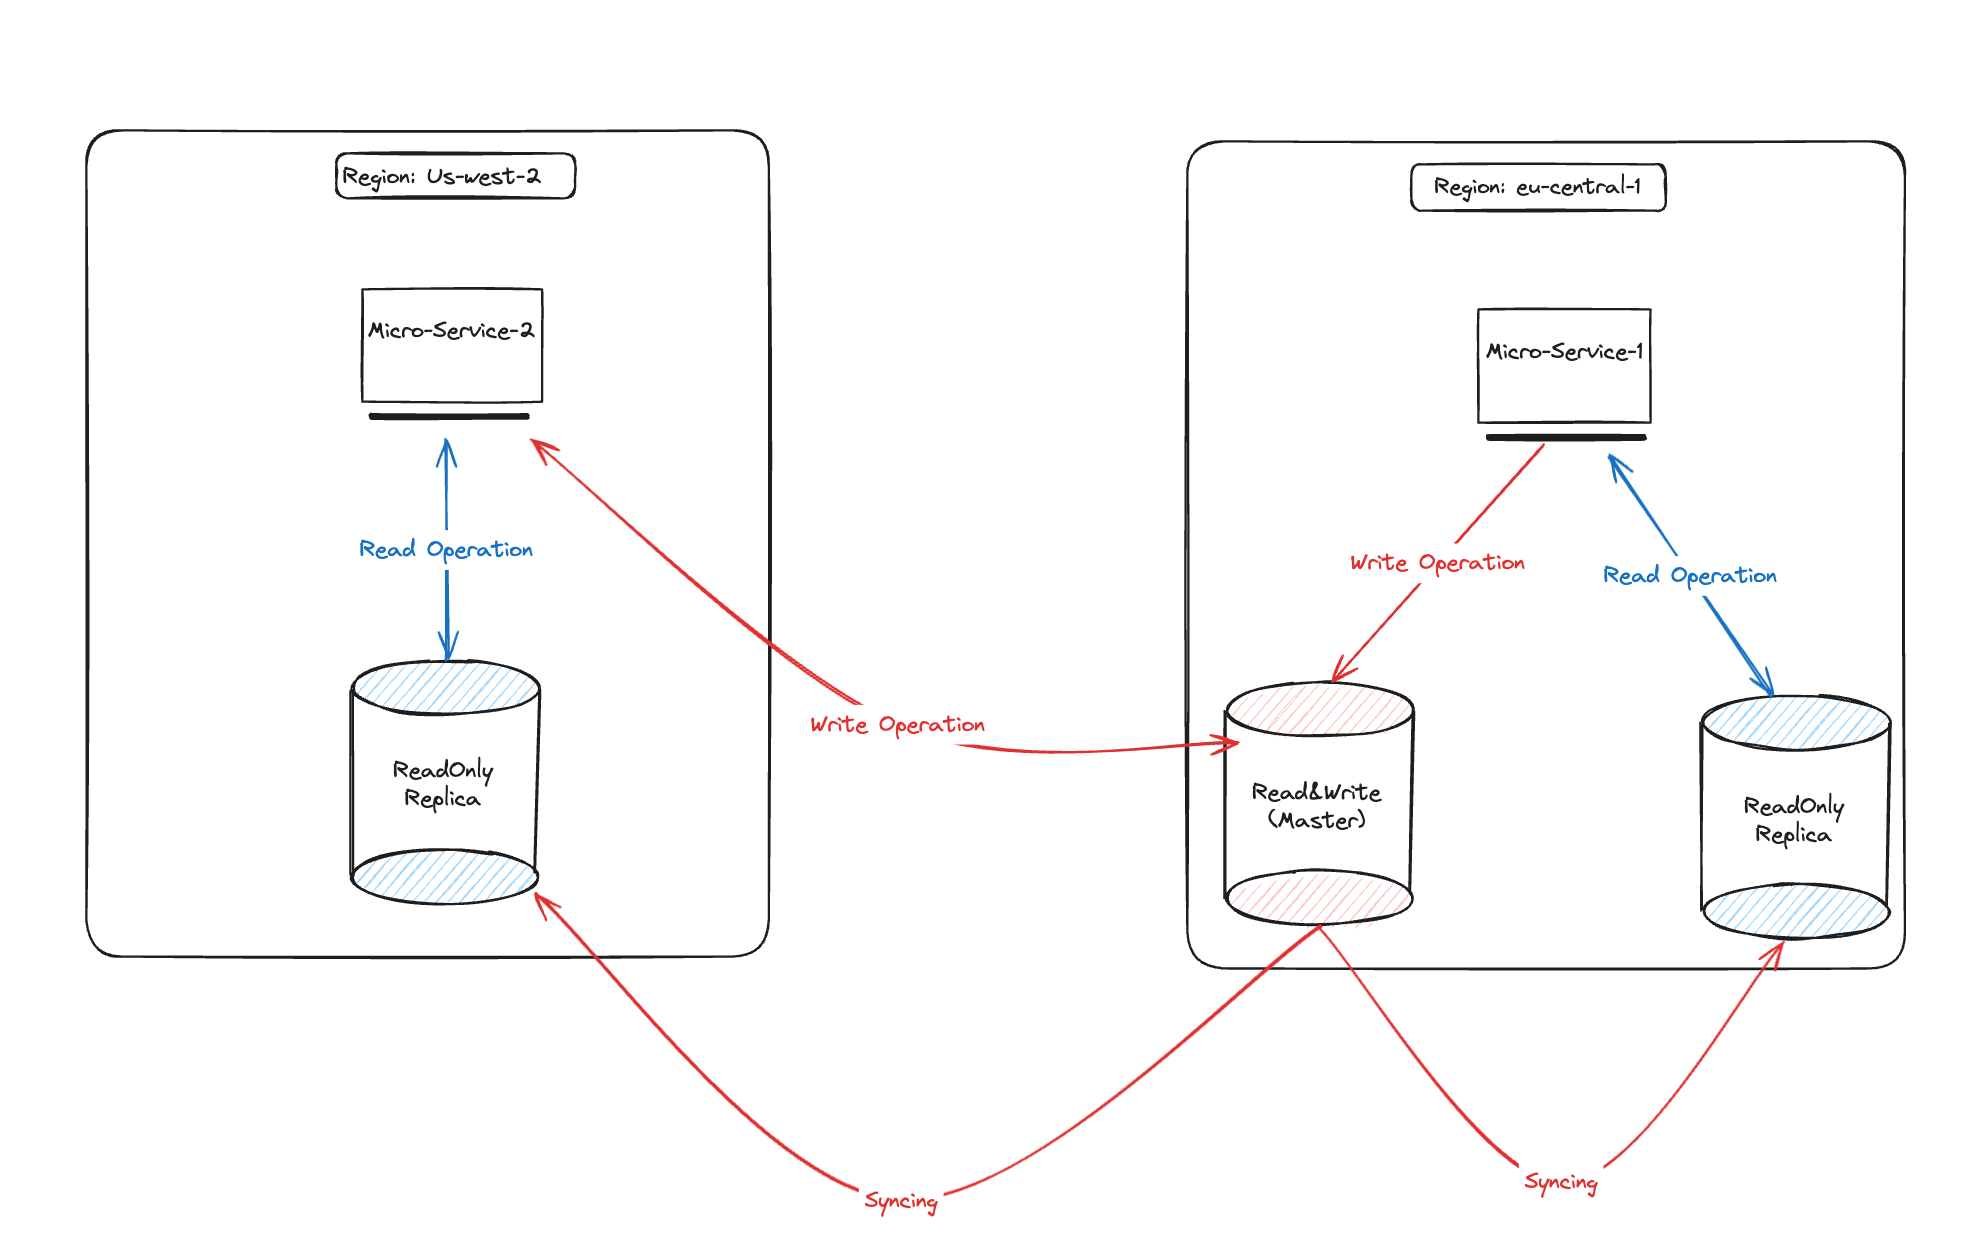 Region: Us-west-2
Micro-Service-2
Read Operation
ReadOnly
Replica
Write Operation
Region: eu-central-1
Micro-Service-1
Write Operation
Read Operation
Read&Write
(Master)
ReadOnly
Replica
Syncing
Syncing